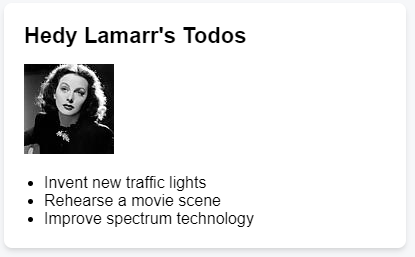 Hedy Lamarr's Todos
Invent new traffic lights
Rehearse a movie scene
Improve spectrum technology